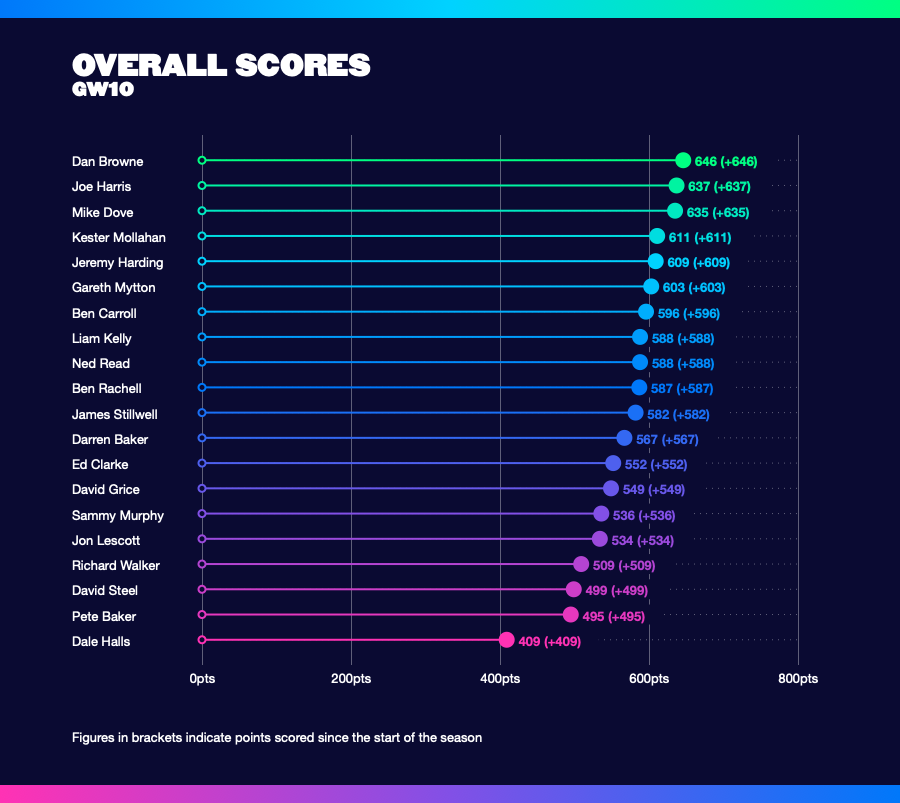 OVERALL SCORES
GW10
Dan Browne 646 (+646)
Joe Harris 637 (+637)
Mike Dove 635 (+635)
Kester Mollahan 611 (+611)
Jeremy Harding 609 (+609)
Gareth Mytton 603 (+603)
Ben Carroll 596 (+596)
Liam Kelly 588 (+588)
Ned Read 588 (+588)
Ben Rachell 587 (+587)
James Stillwell 582 (+582)
Darren Baker 567 (+567)
Ed Clarke 552 (+552)
David Grice 549 (+549)
Sammy Murphy 536 (+536)
Jon Lescott 534 (+534)
Richard Walker 509 (+509)
David Steel 499 (+499)
Pete Baker 495 (+495)
Dale Halls 409 (+409)
0pts 200pts 400pts 600pts 800pts
Figures in brackets indicate points scored since the start of the season